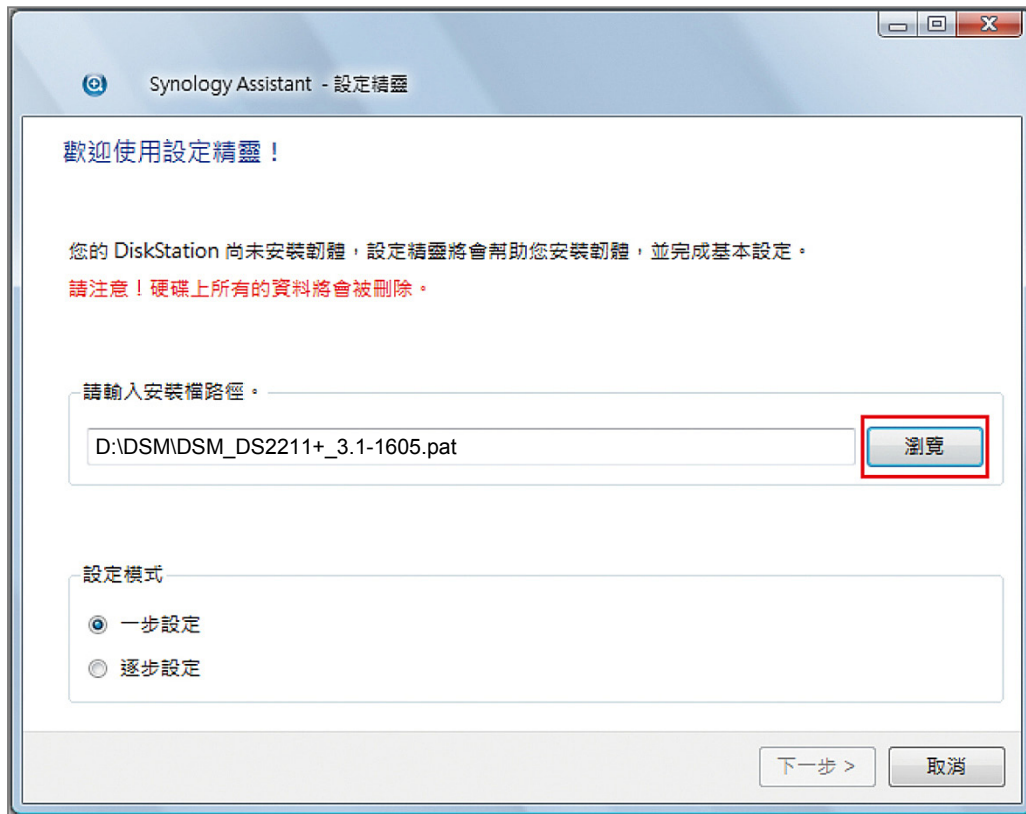 Synology Assistant - 設定精靈
歡迎使用設定精靈！
您的 DiskStation 尚未安裝韌體，設定精靈將會幫助您安裝韌體，並完成基本設定。
請注意！硬碟上所有的資料將會被刪除。
請輸入安裝檔路徑。
D:\DSM\DSM_DS2211+_3.1-1605.pat
瀏覽
設定模式
一步設定
逐步設定
下一步 >
取消